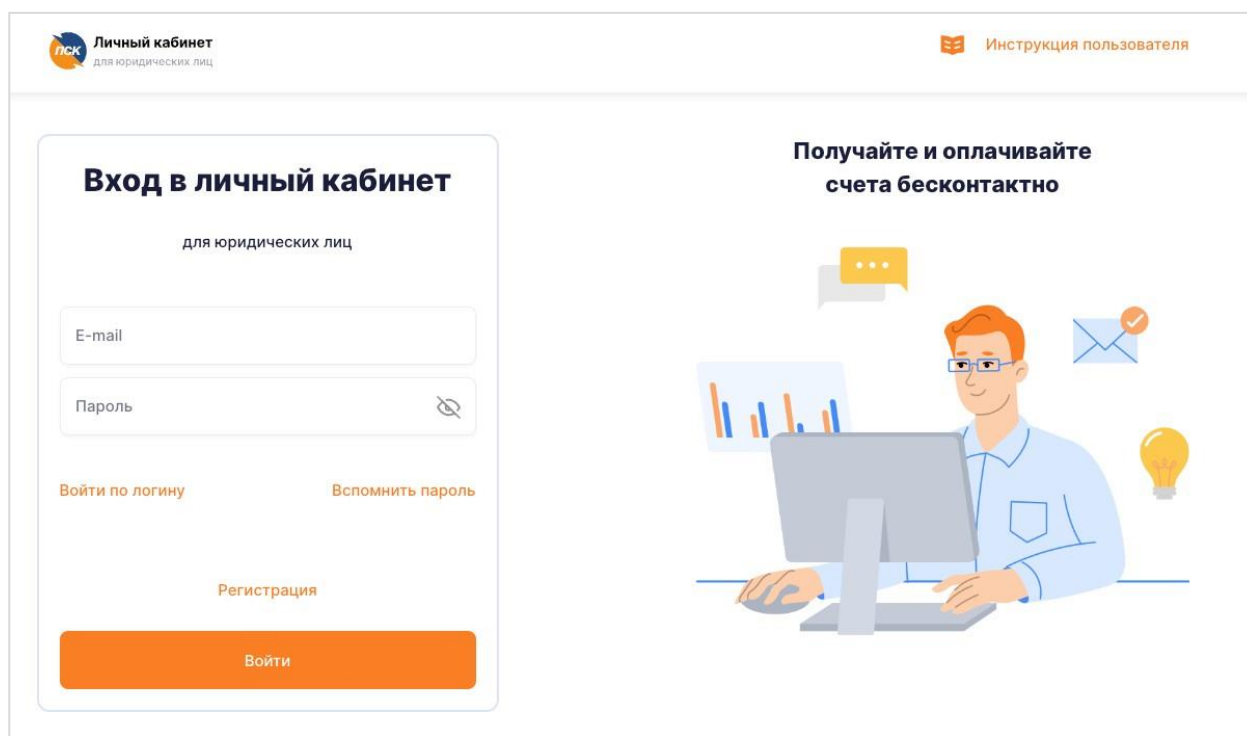 ПСК
Личный кабинет
для юридических лиц
Инструкция пользователя
Вход в личный кабинет
для юридических лиц
E-mail
Пароль
Войти по логину
Вспомнить пароль
Регистрация
Войти
Получайте и оплачивайте
счета бесконтактно